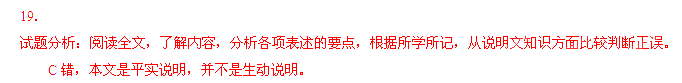 19.
试题分析：阅读全文，了解内容，分析各项表述的要点，根据所学所记，从说明文知识方面比较判断正误。
C 错，本文是平实说明，并不是生动说明。